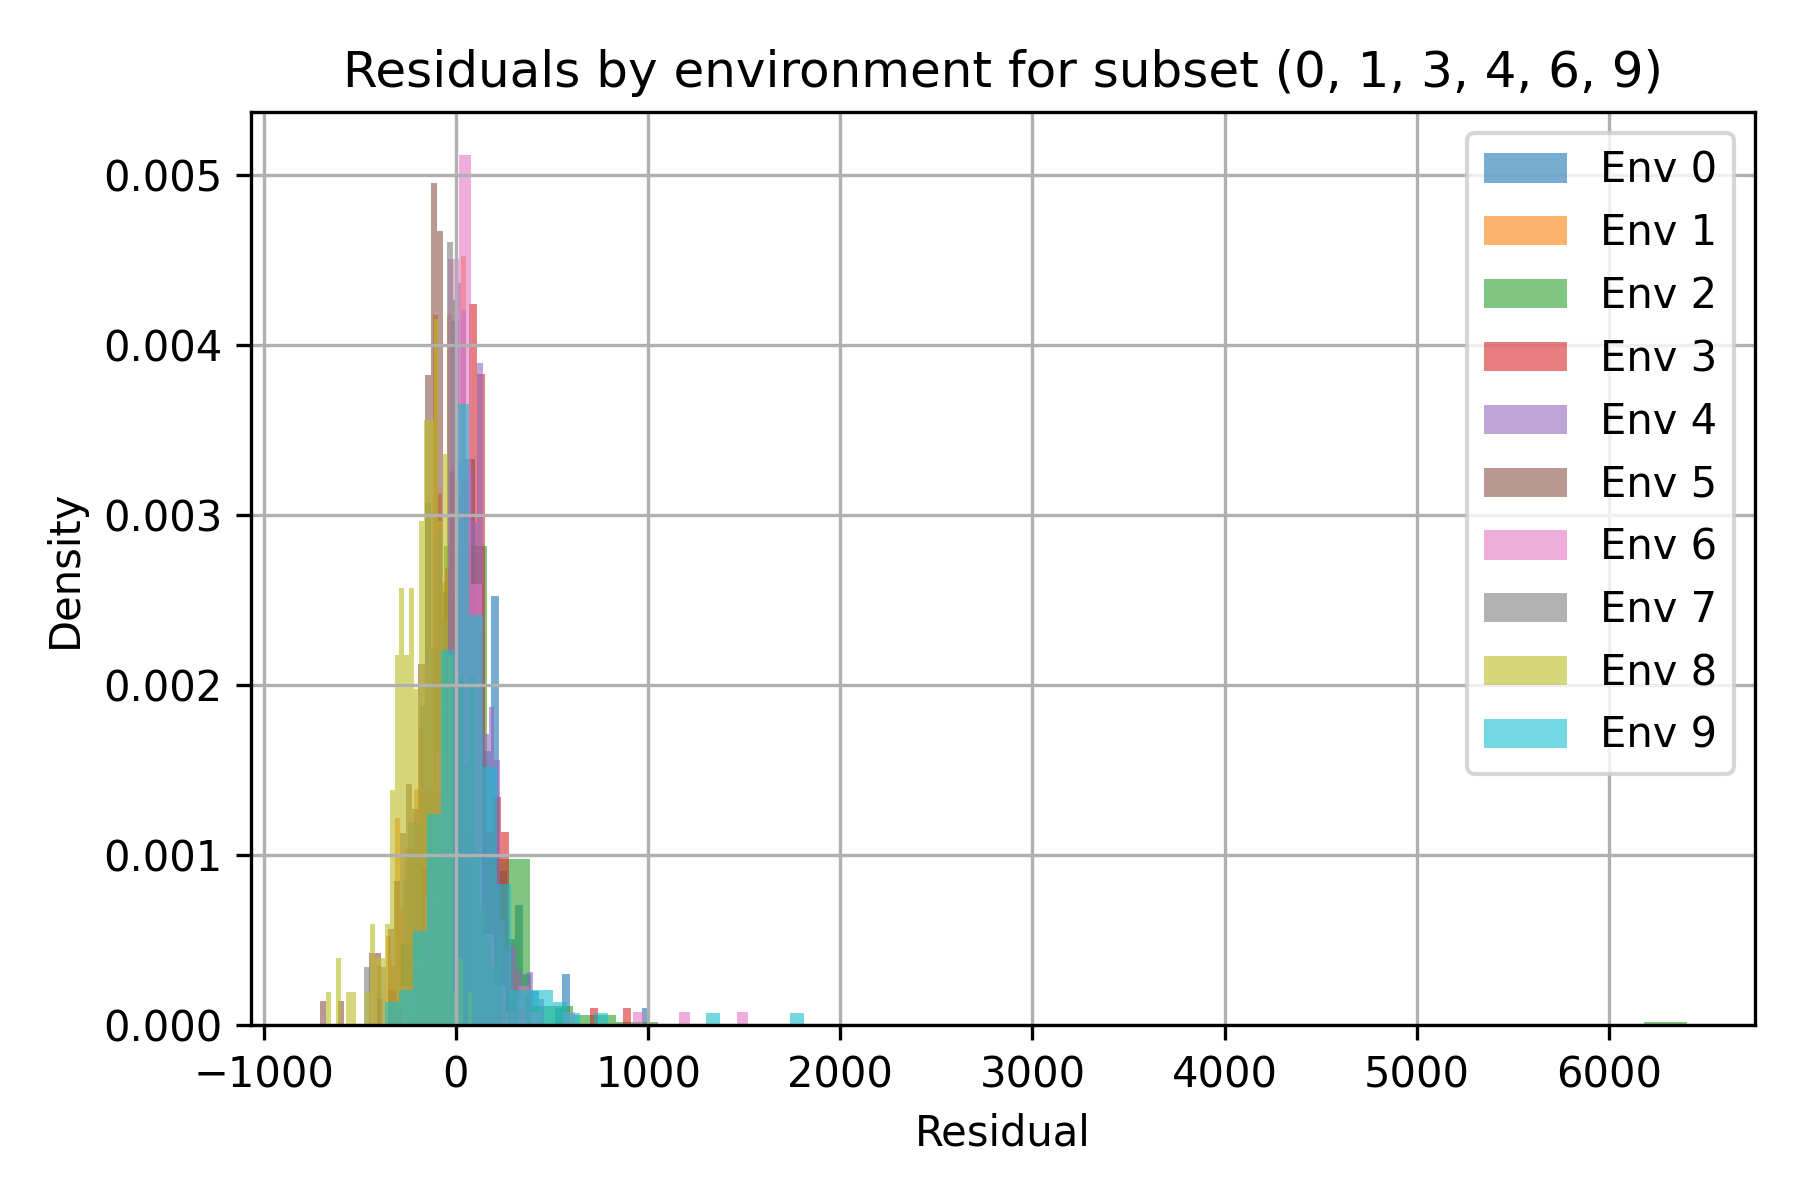 Residuals by environment for subset (0, 1, 3, 4, 6, 9)
0.005
0.004
0.003
0.002
0.001
0.000
Density
−1000
0
1000
2000
3000
4000
5000
6000
Residual
Env 0
Env 1
Env 2
Env 3
Env 4
Env 5
Env 6
Env 7
Env 8
Env 9